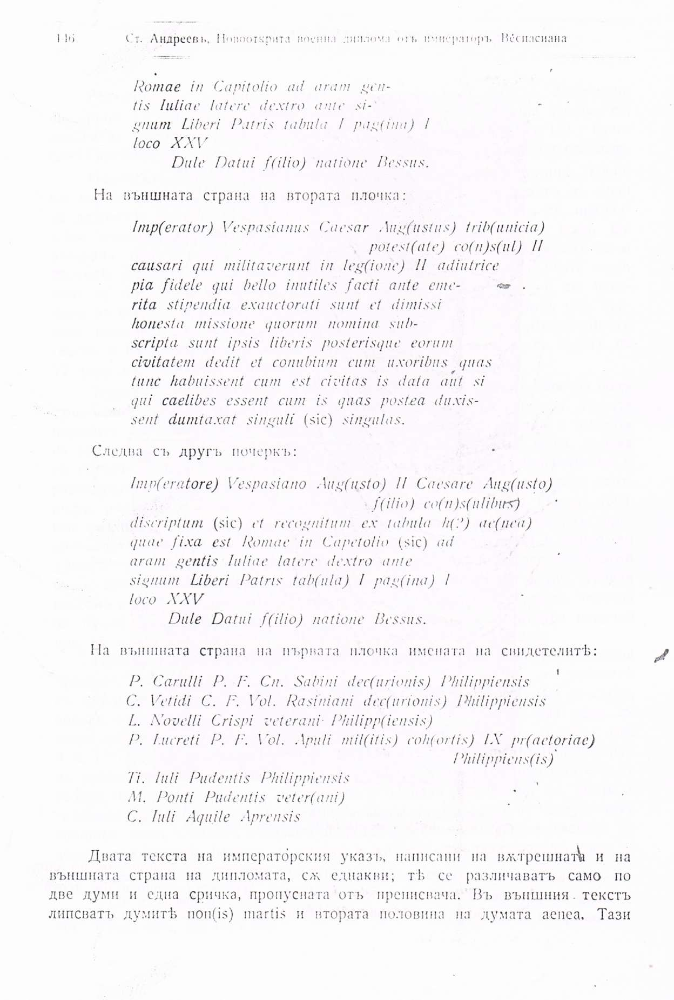 146 Ст. Андреевъ, Новооткрита военна диплома отъ императоръ Веспасиана
Romae in Capitolio ad aram gen-
tis Iuliae latere dextro ante si-
gnum Liberi Patris tabula I pag(ina) I
loco XXV
Dule Datui f(ilio) natione Bessus.
На външната страна на втората плочка:
Imp(erator) Vespasianus Caesar Aug(ustus) trib(unicia)
potest(ate) co(n)s(ul) II
causari qui militaverunt in leg(ione) II adiutrice
pia fidele qui bello inutiles facti ante eme-
rita stipendia exauctorati sunt et dimissi
honesta missione quorum nomina sub-
scripta sunt ipsis liberis posterisque eorum
civitatem dedit et conubium cum uxoribus quas
tunc habuissent cum est civitas is data aut si
qui caelibes essent cum is quas postea duxis-
sent dumtaxat singuli (sic) singulas.
Следва съ другъ почеркъ:
Imp(eratore) Vespasiano Aug(usto) II Caesare Aug(usto)
f(ilio) co(n)s(ulibus)
discriptum (sic) et recognitum ex tabula h(?) ae(nea)
quae fixa est Romae in Capetolio (sic) ad
aram gentis Iuliae latere dextro ante
signum Liberi Patris tab(ula) I pag(ina) I
loco XXV
Dule Datui f(ilio) natione Bessus.
На външната страна на първата плочка имената на свидетелитѣ:
P. Carulli P. F. Cn. Sabini dec(urionis) Philippiensis
C. Vetidi C. F. Vol. Rasiniani dec(urionis) Philippiensis
L. Novelli Crispi veterani Philipp(iensis)
P. Lucreti P. F. Vol. Apuli mil(itis) coh(ortis) IX pr(aetoriae)
Philippiens(is)
Ti. Iuli Pudentis Philippiensis
M. Ponti Pudentis veter(ani)
C. Iuli Aquile Aprensis
Двата текста на императорския указъ, написани на вѫтрешната и на
външната страна на дипломата, сѫ еднакви; тѣ се различаватъ само по
две думи и една сричка, пропусната отъ преписвача. Въ външния текстъ
липсватъ думитѣ non(is) martis и втората половина на думата aenea. Тази